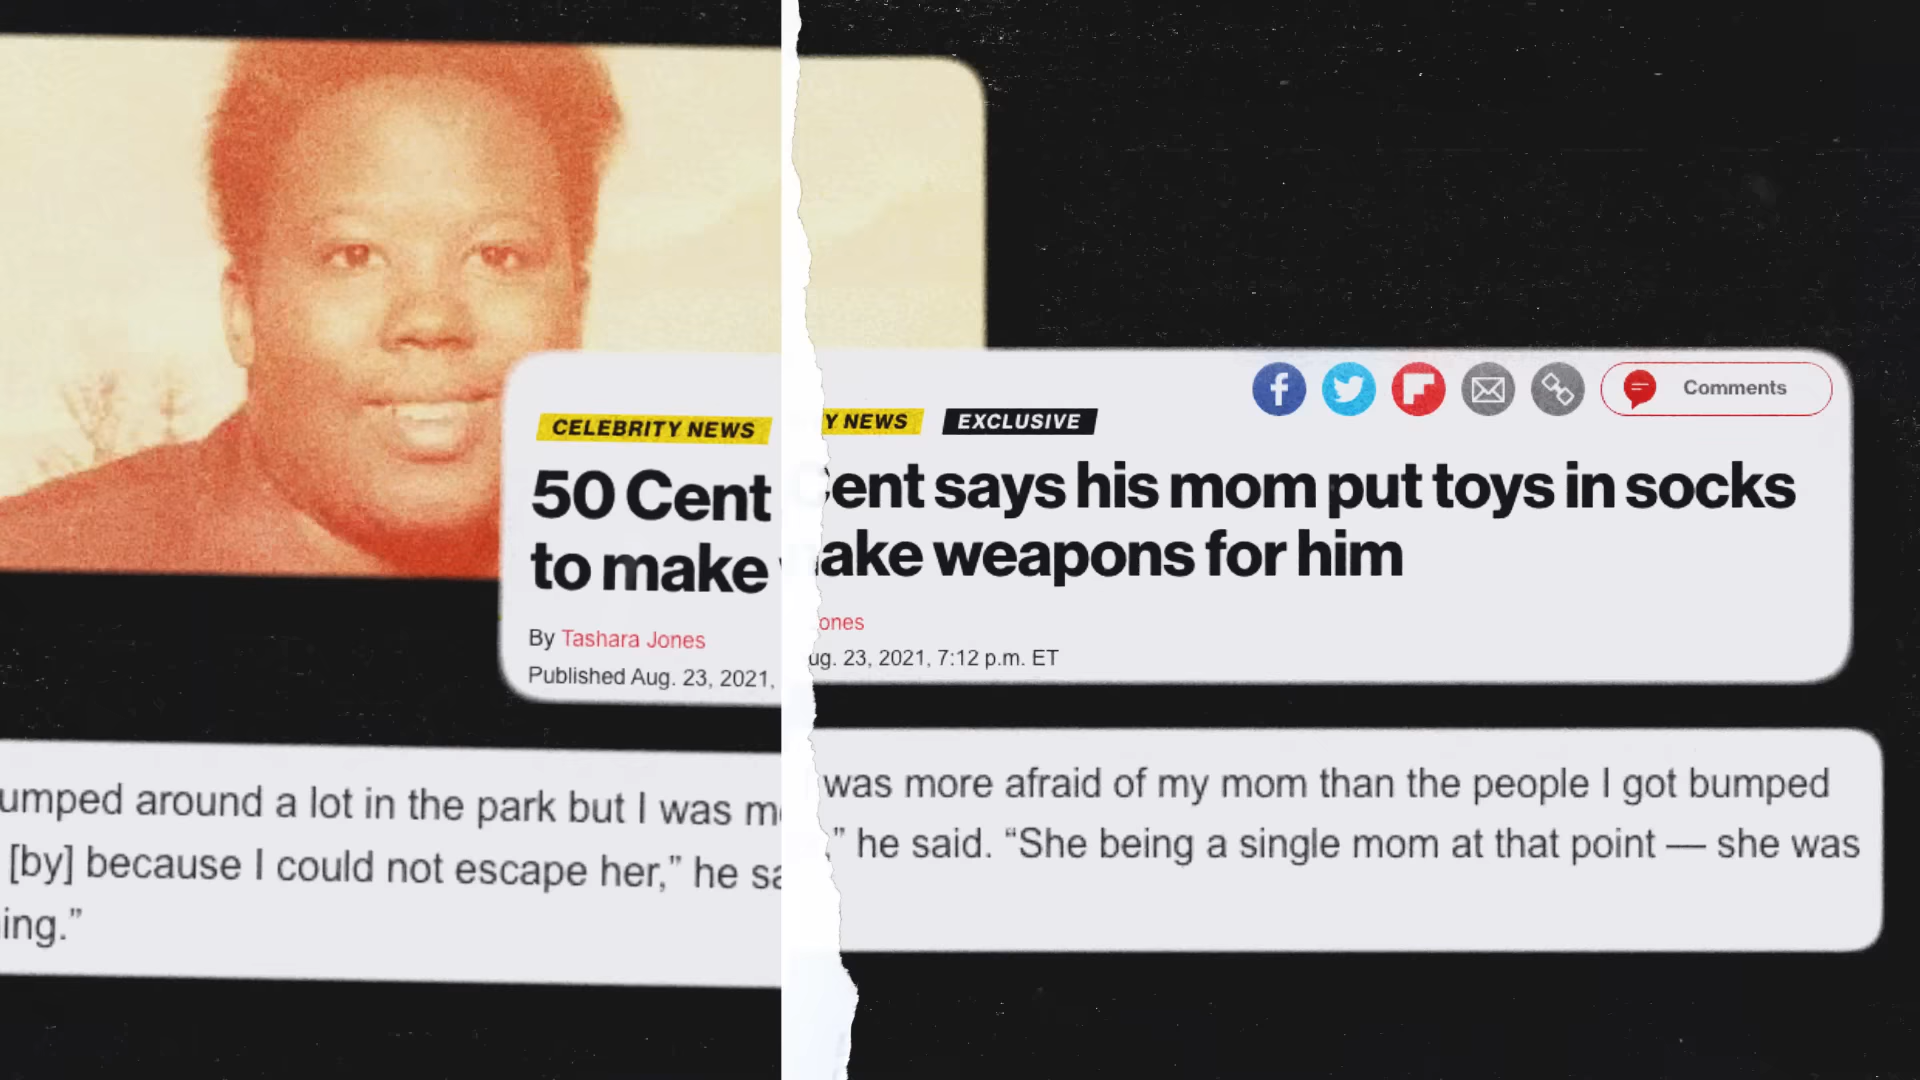 CELEBRITY NEWS
50 Cent
to make
By Tashara Jones
Published Aug. 23, 2021,
umped around a lot in the park but I was
[by] because I could not escape her,” he
ing.”
Comments
Y NEWS EXCLUSIVE
ent says his mom put toys in socks
ake weapons for him
ones
ug. 23, 2021, 7:12 p.m. ET
was more afraid of my mom than the people I got bumped
” he said. “She being a single mom at that point — she was